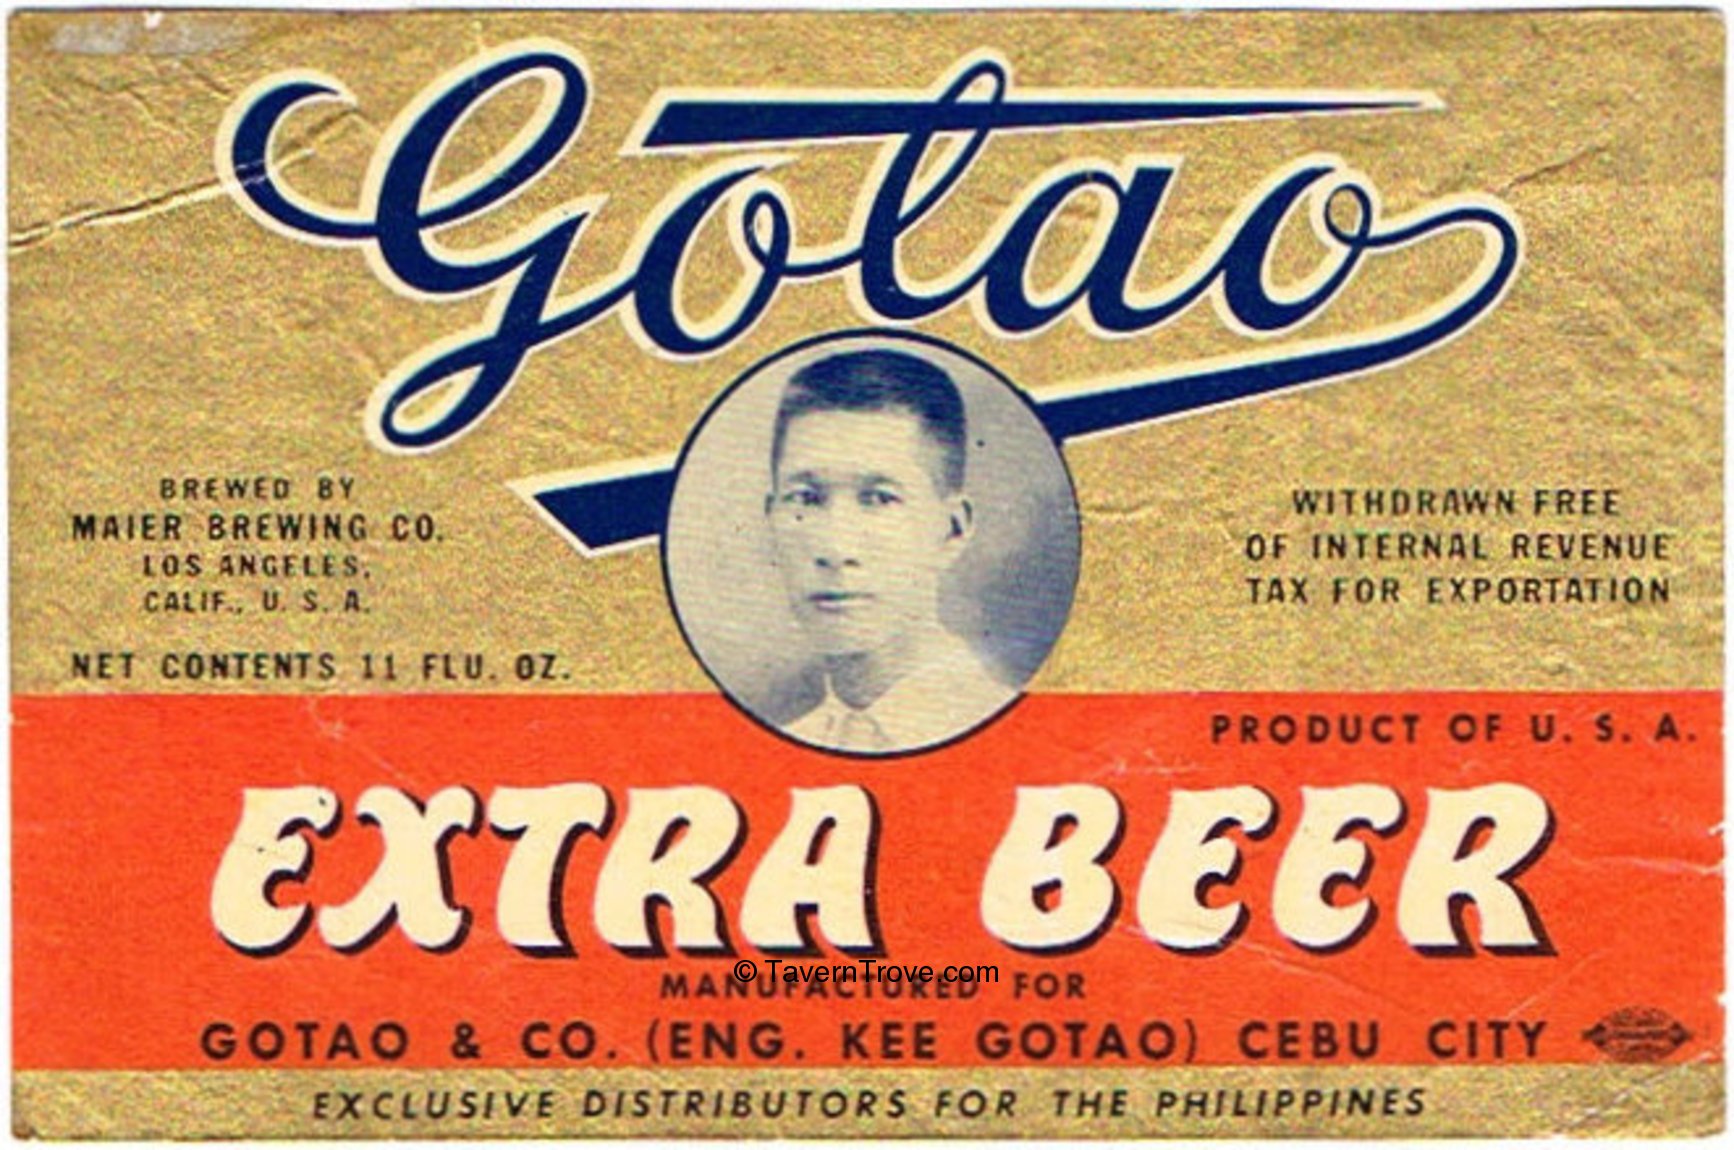 Gotao
BREWED BY
MAIER BREWING CO.
LOS ANGELES,
CALIF., U. S. A.
NET CONTENTS 11 FLU. OZ.
WITHDRAWN FREE
OF INTERNAL REVENUE
TAX FOR EXPORTATION
PRODUCT OF U. S. A.
EXTRA BEER
© TavernTrove.com
MANUFACTURED FOR
GOTAO & CO. (ENG. KEE GOTAO) CEBU CITY
EXCLUSIVE DISTRIBUTORS FOR THE PHILIPPINES